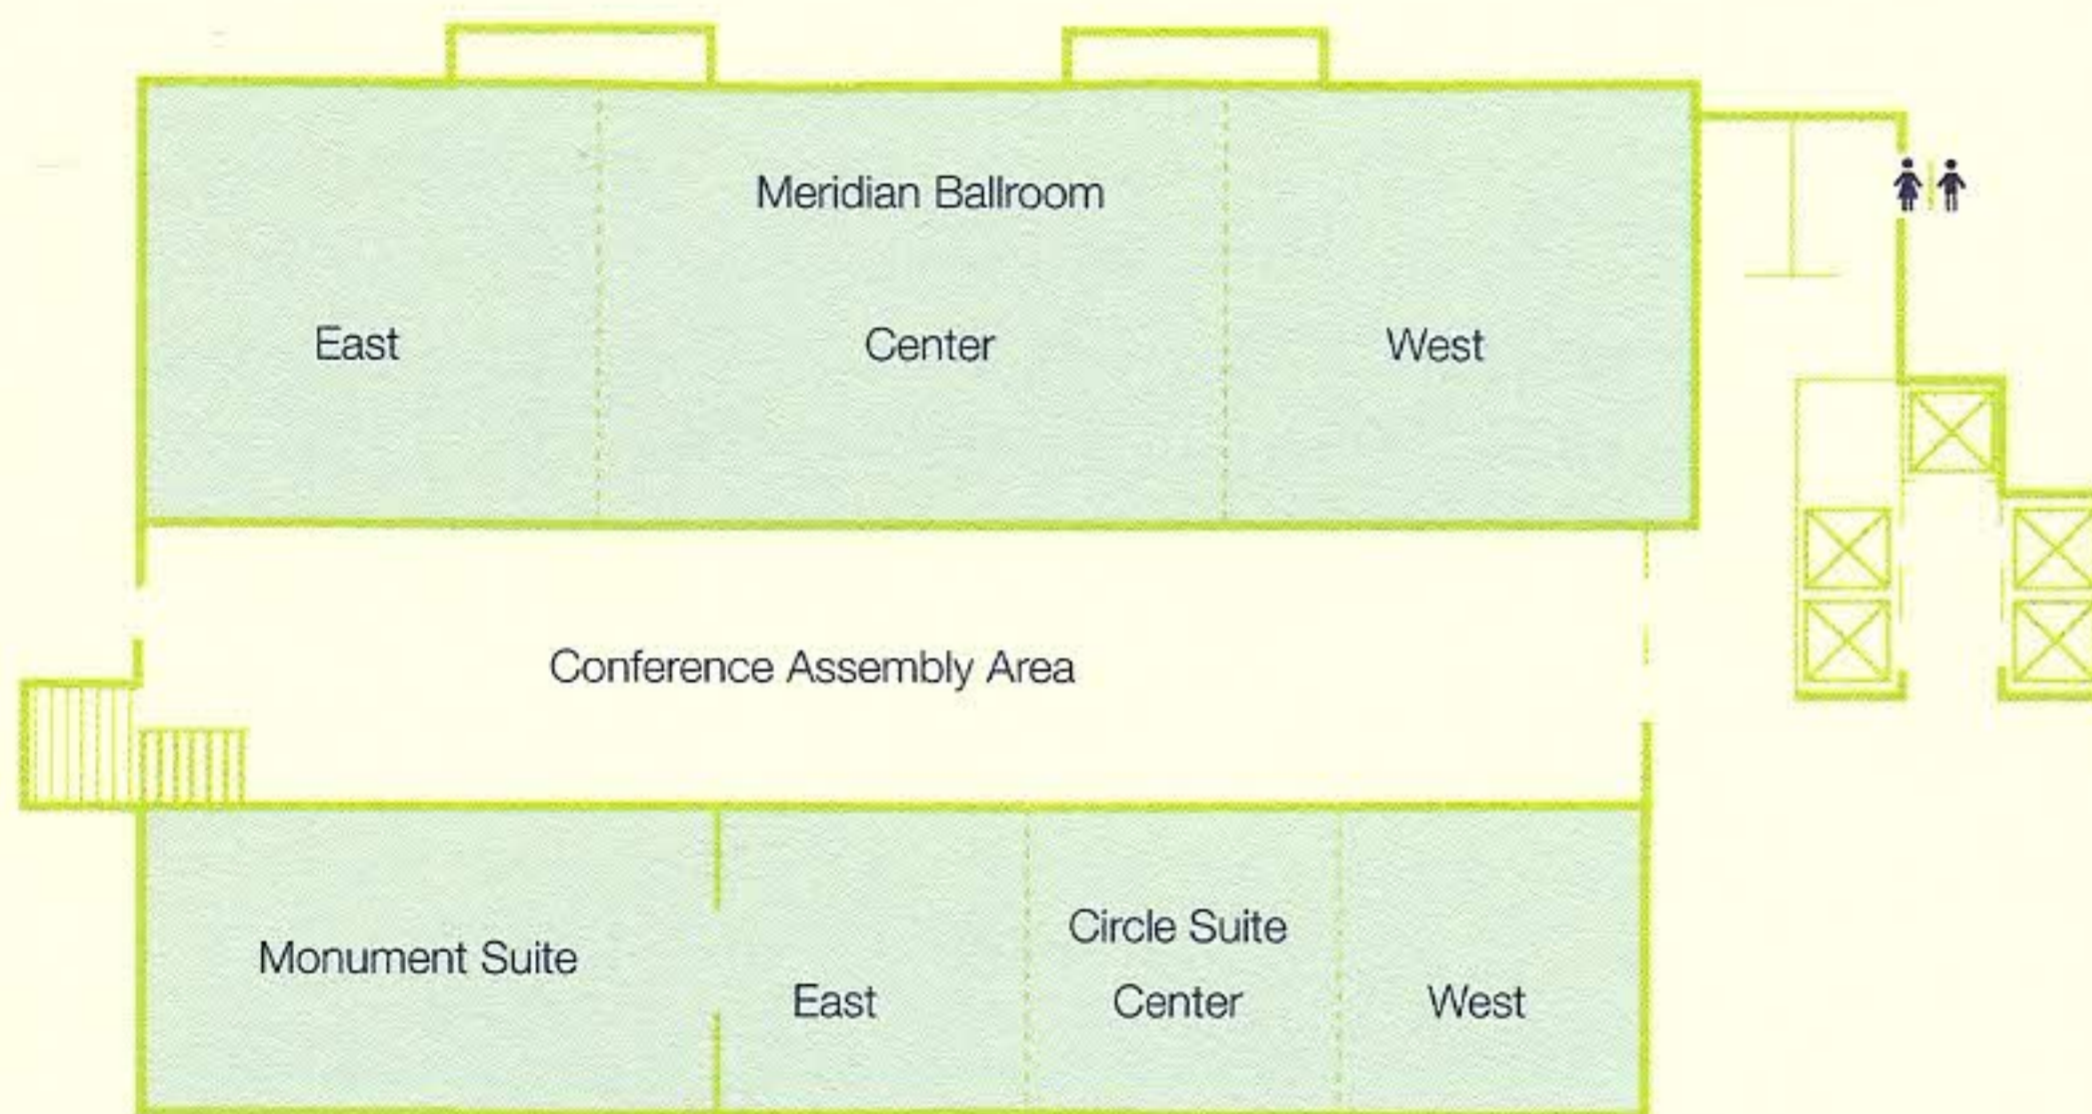 Meridian Ballroom
East Center West
Conference Assembly Area
Monument Suite
Circle Suite
East Center West